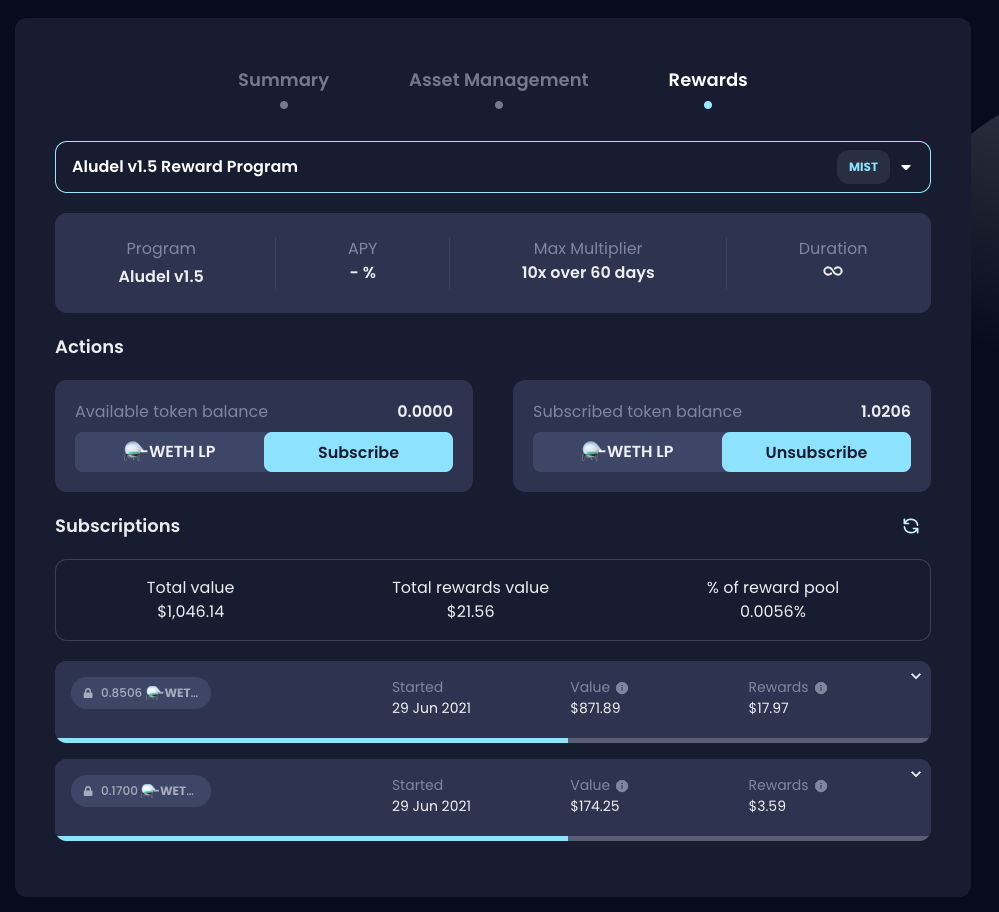 Summary Asset Management Rewards
Aludel v1.5 Reward Program MIST
Program APY Max Multiplier Duration
Aludel v1.5 - % 10x over 60 days ∞
Actions
Available token balance 0.0000
-WETH LP Subscribe
Subscribed token balance 1.0206
-WETH LP Unsubscribe
Subscriptions
Total value Total rewards value % of reward pool
$1,046.14 $21.56 0.0056%
0.8506 -WET...
Started Value Rewards
29 Jun 2021 $871.89 $17.97
0.1700 -WET...
Started Value Rewards
29 Jun 2021 $174.25 $3.59